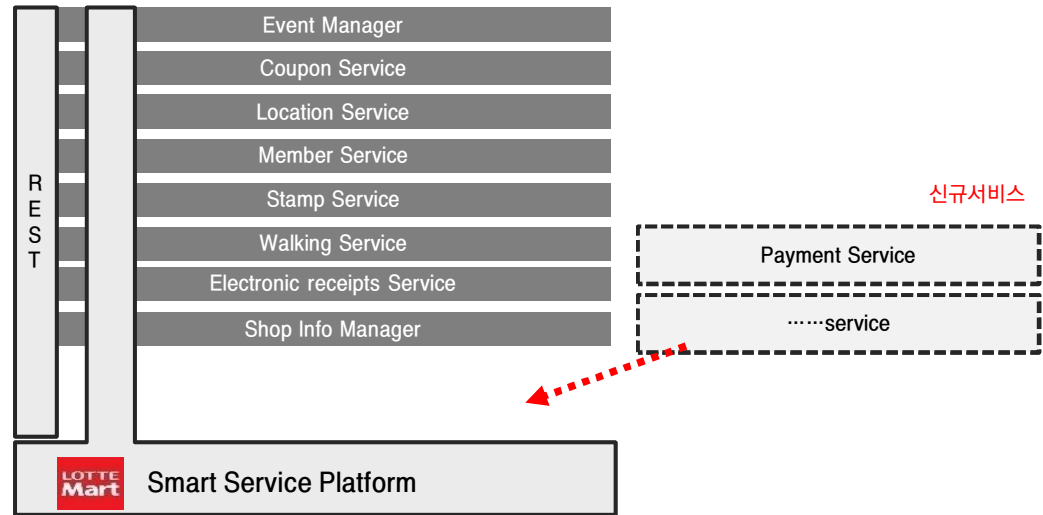 Event Manager
Coupon Service
Location Service
Member Service
Stamp Service
Walking Service
Electronic receipts Service
Shop Info Manager
R
E
S
T
신규서비스
Payment Service
……service
LOTTE
Mart
Smart Service Platform